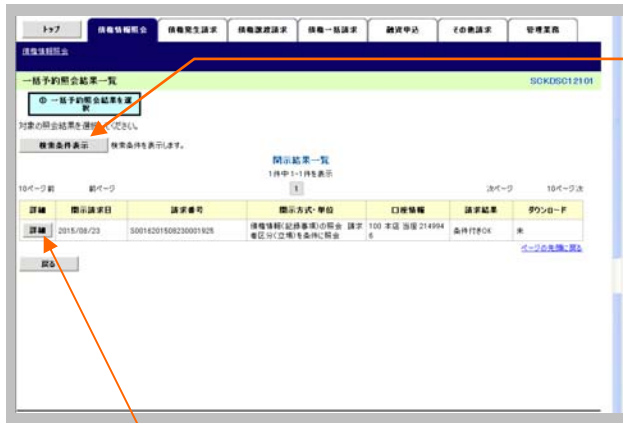 トップ 債権情報照会 債権発生請求 債権譲渡請求 債権一括請求 融資申込 その他請求 管理業務
債権情報照会
一括予約照会結果一覧 SCKDSC12101
① 一括予約照会結果を選択
対象の照会結果を選択してください。
検索条件表示 検索条件を表示します。
開示結果一覧
1件中1-1件を表示
10ページ前 前ページ 1 次ページ 10ページ次
詳細 開示請求日 請求番号 開示方式・単位 口座情報 請求結果 ダウンロード
詳細 2015/08/23 S0016201508230001925 債権情報(記録事項)の照会 請求者区分(立場)を条件に照会 100 本店 当座 2149946 条件付きOK 未
ページの先頭に戻る
戻る